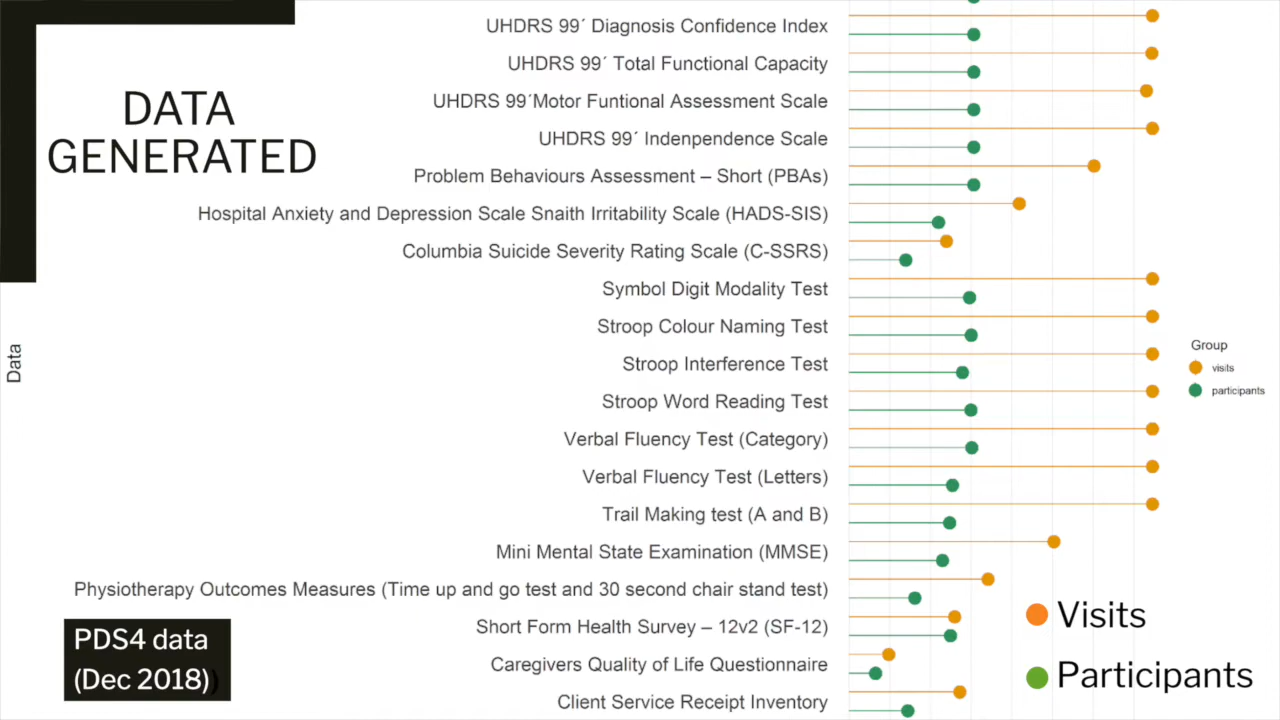 DATA
GENERATED
UHDRS 99´ Diagnosis Confidence Index
UHDRS 99´ Total Functional Capacity
UHDRS 99´Motor Funtional Assessment Scale
UHDRS 99´ Indenpendence Scale
Problem Behaviours Assessment – Short (PBAs)
Hospital Anxiety and Depression Scale Snaith Irritability Scale (HADS-SIS)
Columbia Suicide Severity Rating Scale (C-SSRS)
Symbol Digit Modality Test
Stroop Colour Naming Test
Stroop Interference Test
Stroop Word Reading Test
Verbal Fluency Test (Category)
Verbal Fluency Test (Letters)
Trail Making test (A and B)
Mini Mental State Examination (MMSE)
Physiotherapy Outcomes Measures (Time up and go test and 30 second chair stand test)
Short Form Health Survey – 12v2 (SF-12)
Caregivers Quality of Life Questionnaire
Client Service Receipt Inventory
Data
Group
visits
participants
Visits
Participants
PDS4 data
(Dec 2018))